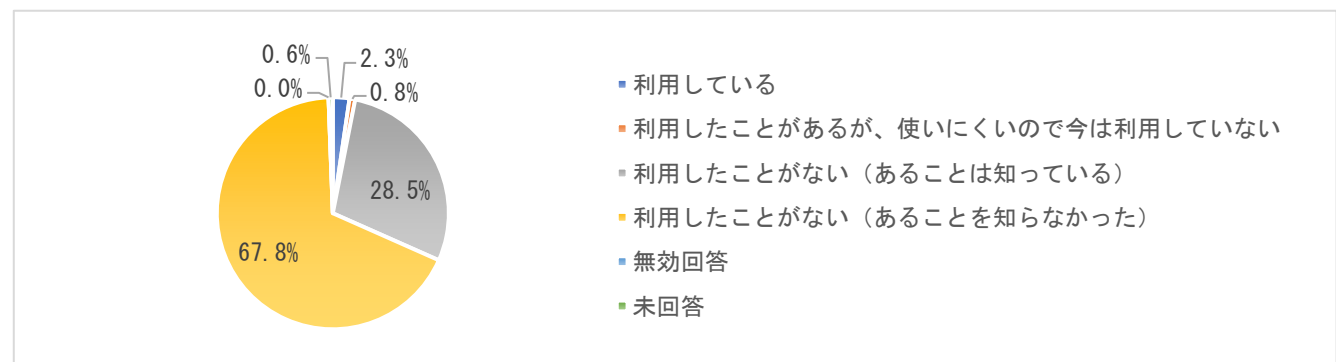 0.6%
2.3%
0.0%
0.8%
28.5%
67.8%
利用している
利用したことがあるが、使いにくいので今は利用していない
利用したことがない（あることは知っている）
利用したことがない（あることを知らなかった）
無効回答
未回答